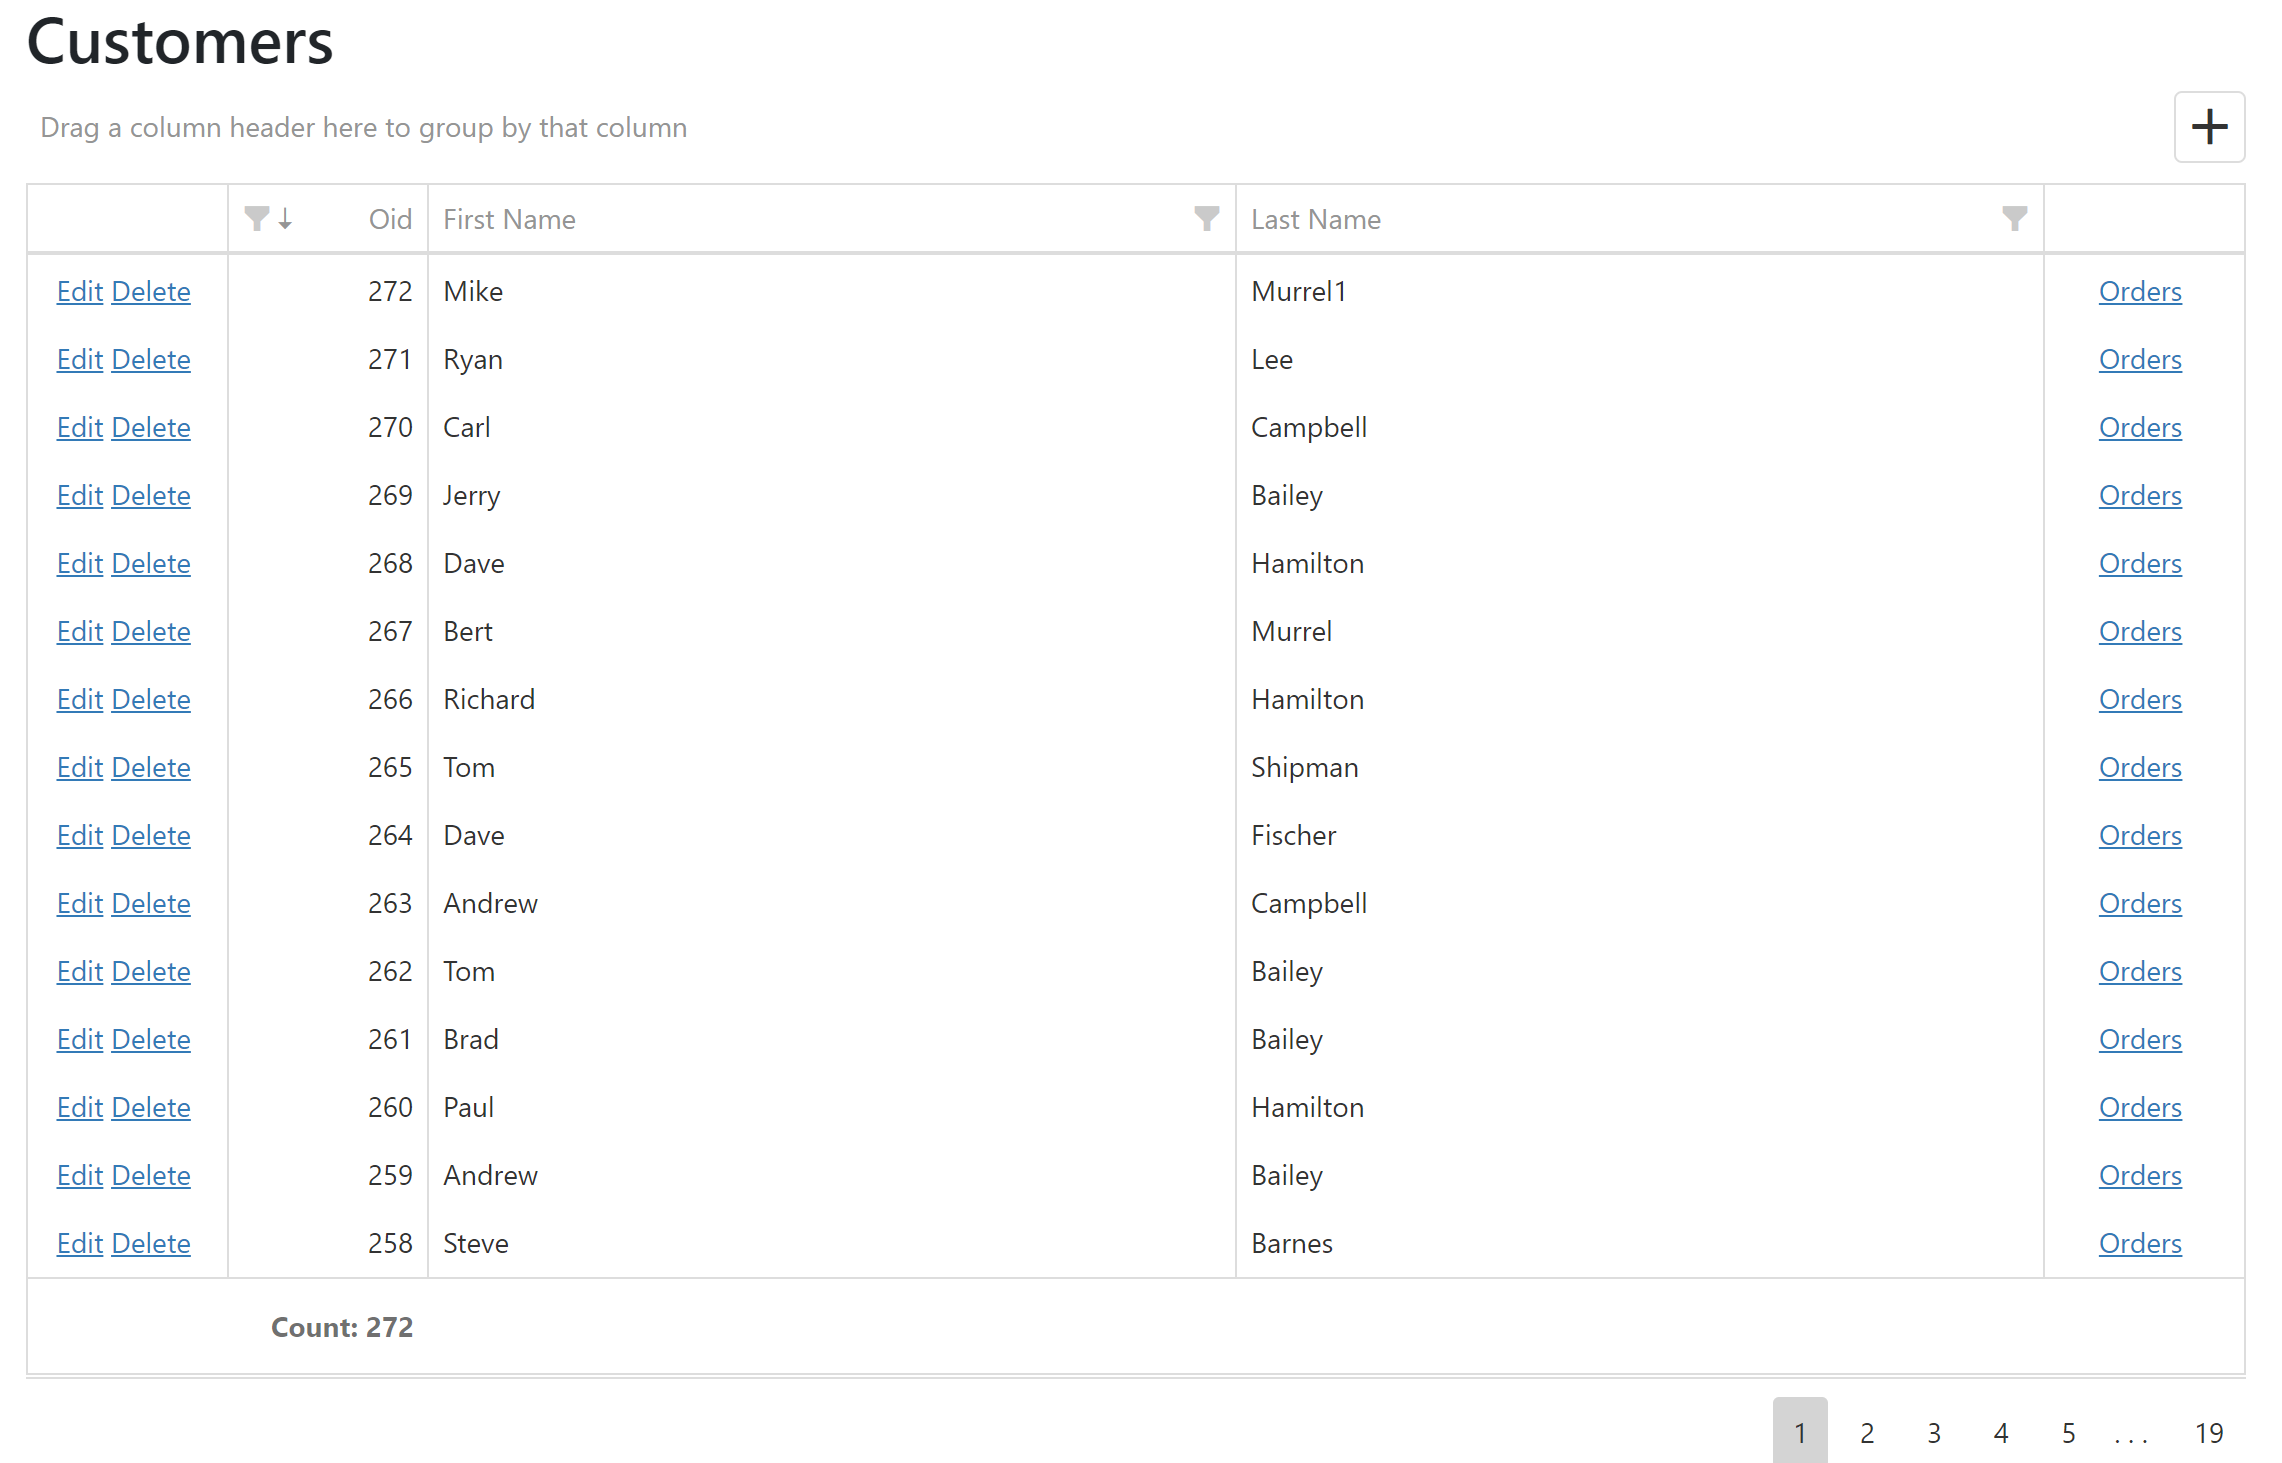 Customers
Drag a column header here to group by that column
Oid First Name Last Name
Edit Delete 272 Mike Murrel1 Orders
Edit Delete 271 Ryan Lee Orders
Edit Delete 270 Carl Campbell Orders
Edit Delete 269 Jerry Bailey Orders
Edit Delete 268 Dave Hamilton Orders
Edit Delete 267 Bert Murrel Orders
Edit Delete 266 Richard Hamilton Orders
Edit Delete 265 Tom Shipman Orders
Edit Delete 264 Dave Fischer Orders
Edit Delete 263 Andrew Campbell Orders
Edit Delete 262 Tom Bailey Orders
Edit Delete 261 Brad Bailey Orders
Edit Delete 260 Paul Hamilton Orders
Edit Delete 259 Andrew Bailey Orders
Edit Delete 258 Steve Barnes Orders
Count: 272
1 2 3 4 5 ... 19